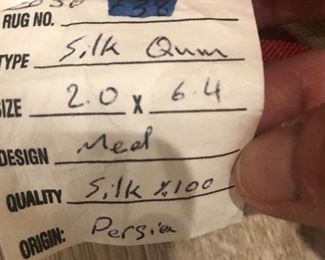 RUG NO.
TYPE Silk Qum
SIZE 2.0 X 6.4
DESIGN Med
QUALITY Silk %100
ORIGIN: Persia